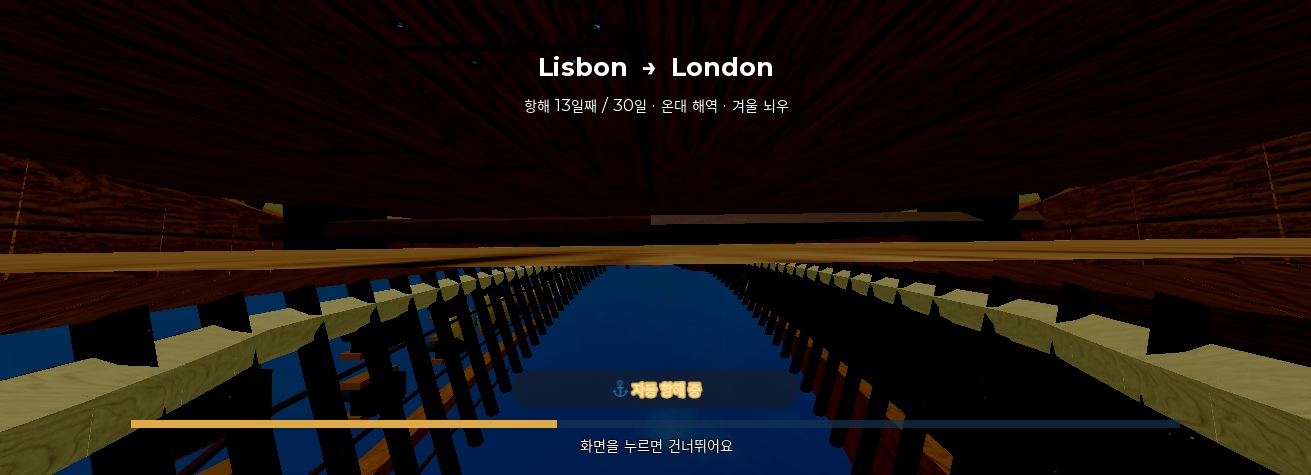 Lisbon → London
항해 13일째 / 30일 · 온대 해역 · 겨울 뇌우
⚓ 자동 항해 중
화면을 누르면 건너뛰어요